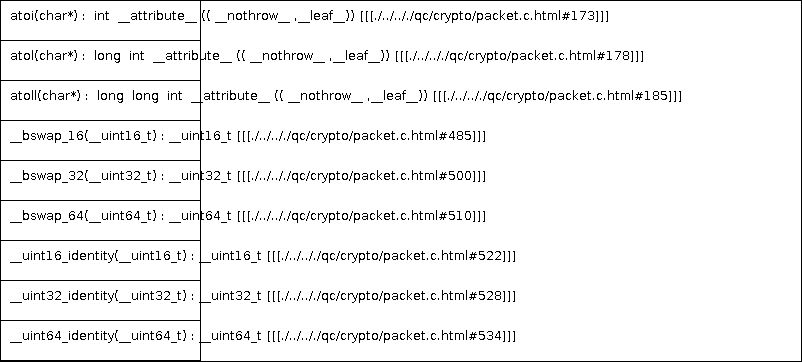 atoi(char*) : int __attribute__ (( __nothrow__ ,__leaf__)) [[[./../.././qc/crypto/packet.c.html#173]]]
atol(char*) : long int __attribute__ (( __nothrow__ ,__leaf__)) [[[./../.././qc/crypto/packet.c.html#178]]]
atoll(char*) : long long int __attribute__ (( __nothrow__ ,__leaf__)) [[[./../.././qc/crypto/packet.c.html#185]]]
__bswap_16(__uint16_t) : __uint16_t [[[./../.././qc/crypto/packet.c.html#485]]]
__bswap_32(__uint32_t) : __uint32_t [[[./../.././qc/crypto/packet.c.html#500]]]
__bswap_64(__uint64_t) : __uint64_t [[[./../.././qc/crypto/packet.c.html#510]]]
__uint16_identity(__uint16_t) : __uint16_t [[[./../.././qc/crypto/packet.c.html#522]]]
__uint32_identity(__uint32_t) : __uint32_t [[[./../.././qc/crypto/packet.c.html#528]]]
__uint64_identity(__uint64_t) : __uint64_t [[[./../.././qc/crypto/packet.c.html#534]]]